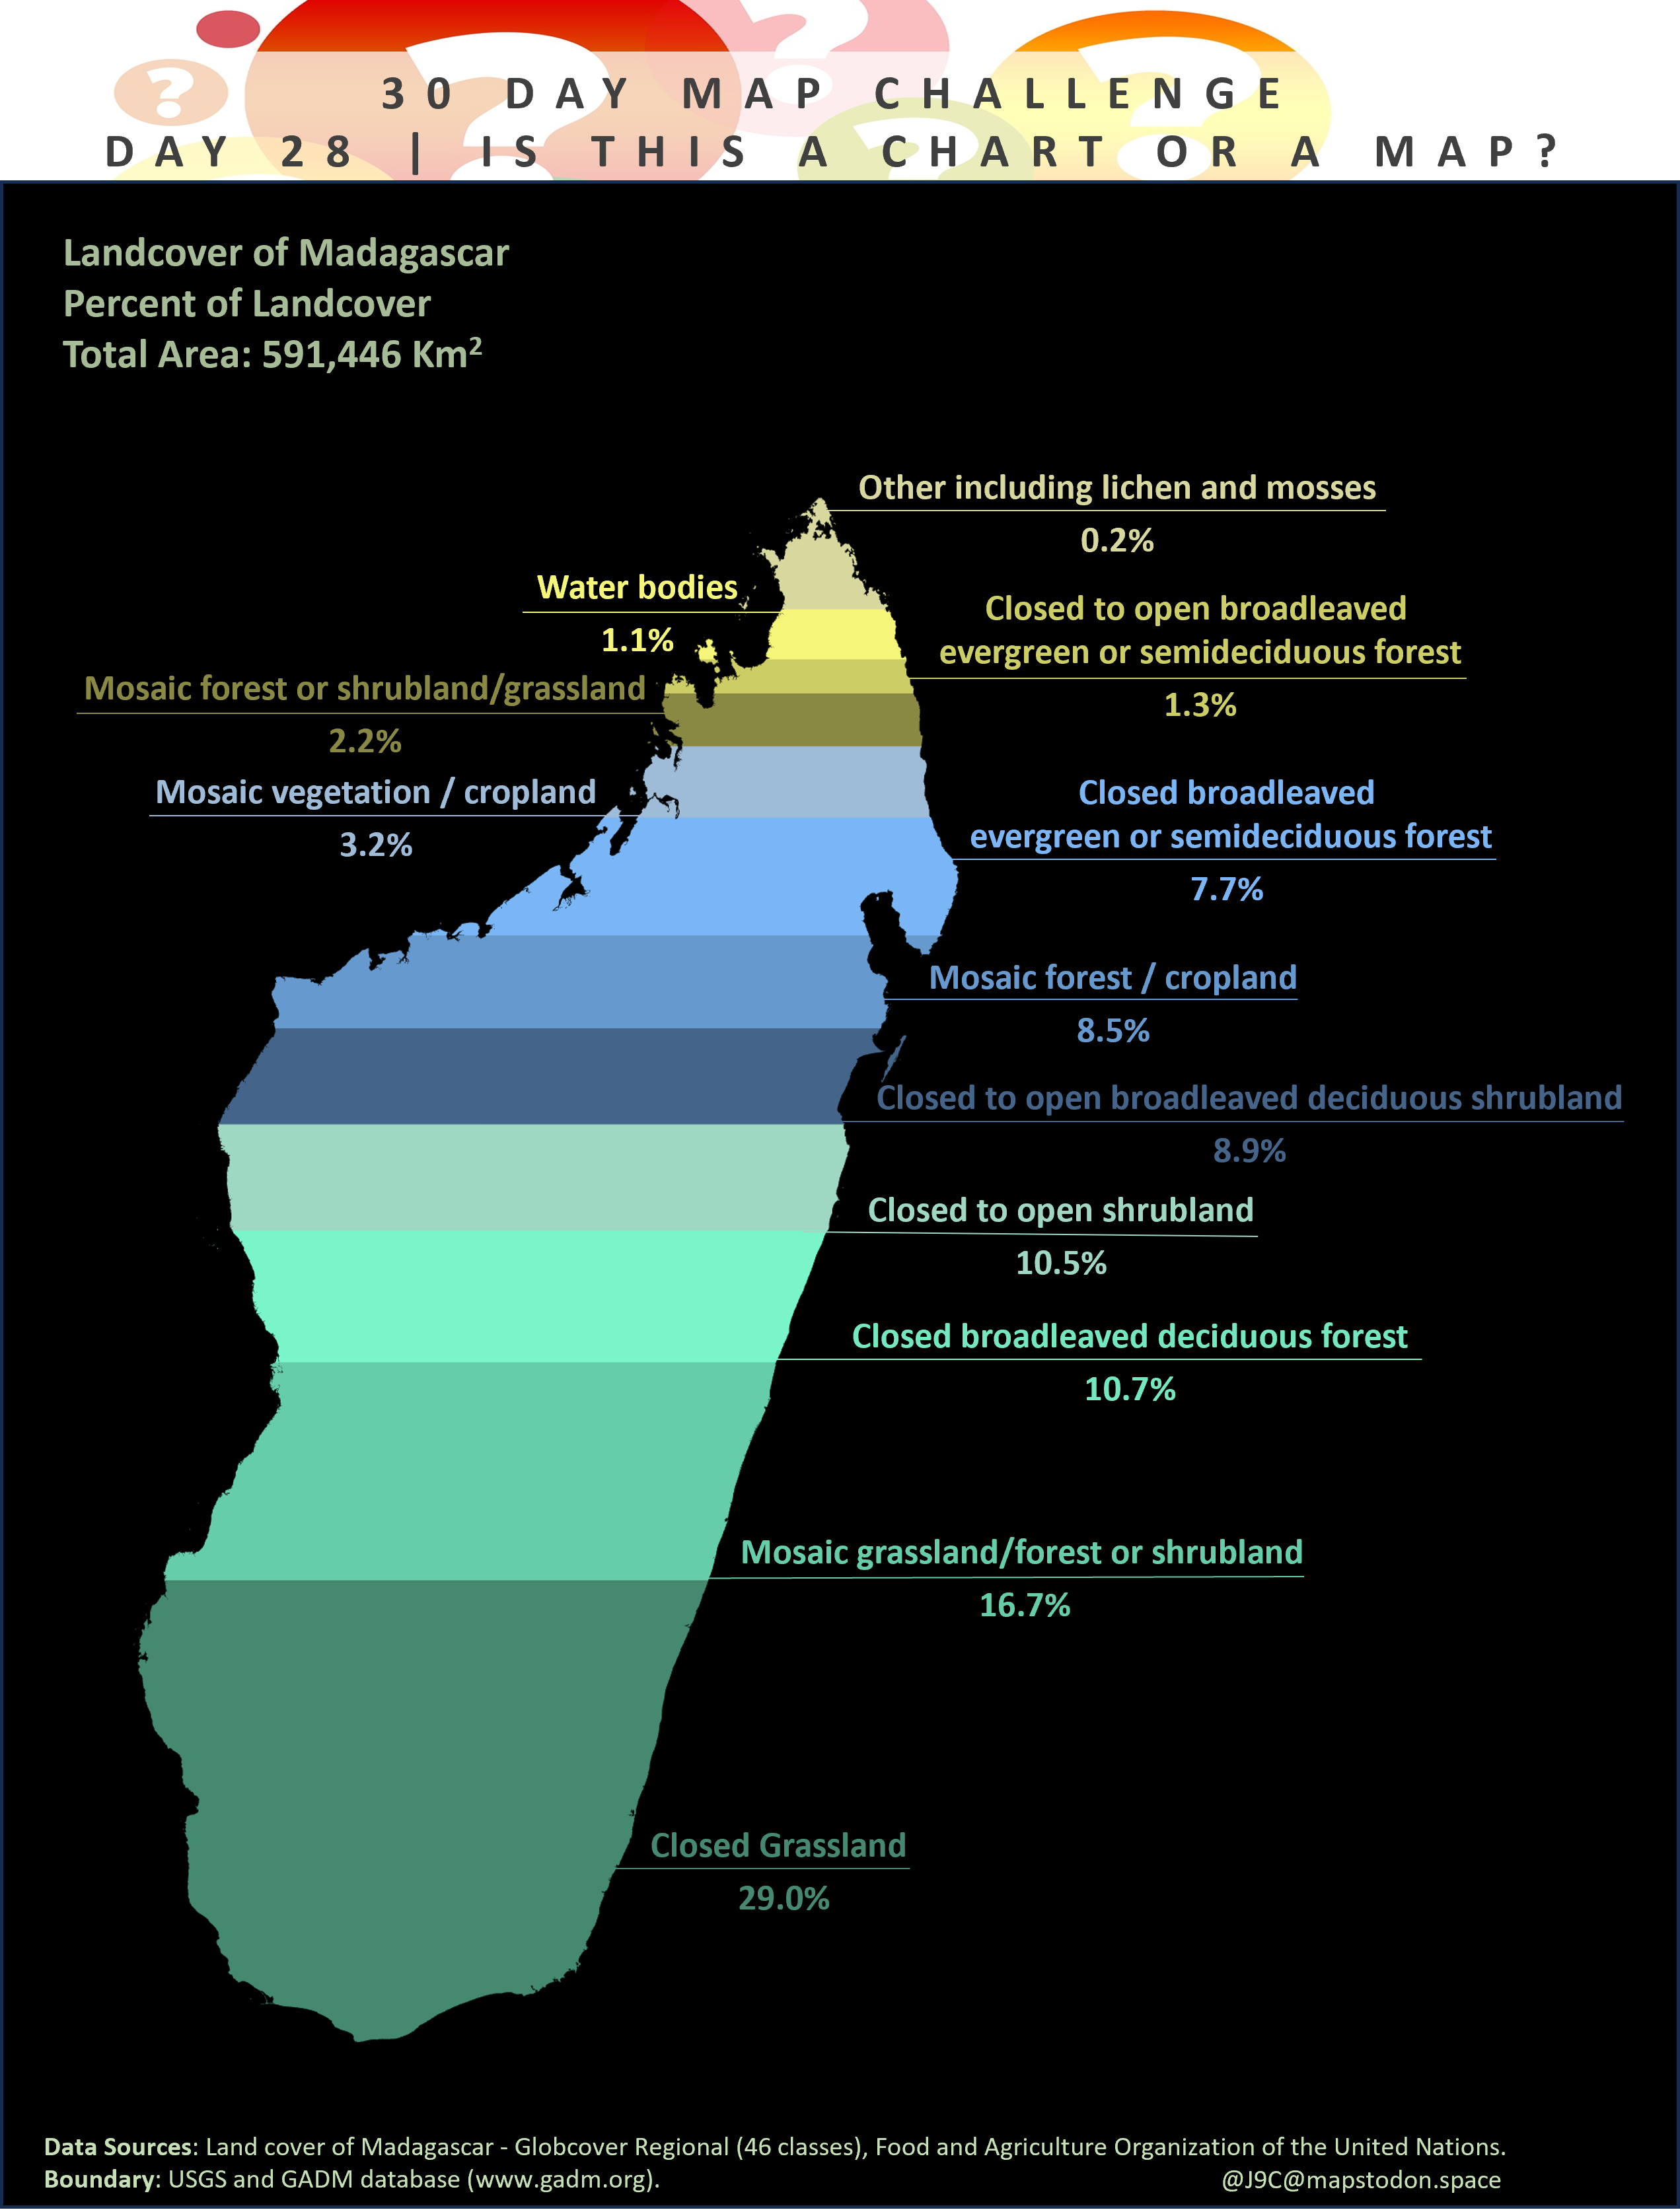 30 DAY MAP CHALLENGE
DAY 28 | IS THIS A CHART OR A MAP?
Landcover of Madagascar
Percent of Landcover
Total Area: 591,446 Km²
Other including lichen and mosses
0.2%
Water bodies
1.1%
Closed to open broadleaved
evergreen or semideciduous forest
1.3%
Mosaic forest or shrubland/grassland
2.2%
Mosaic vegetation / cropland
3.2%
Closed broadleaved
evergreen or semideciduous forest
7.7%
Mosaic forest / cropland
8.5%
Closed to open broadleaved deciduous shrubland
8.9%
Closed to open shrubland
10.5%
Closed broadleaved deciduous forest
10.7%
Mosaic grassland/forest or shrubland
16.7%
Closed Grassland
29.0%
Data Sources: Land cover of Madagascar - Globcover Regional (46 classes), Food and Agriculture Organization of the United Nations.
Boundary: USGS and GADM database (www.gadm.org).
@J9C@mapstodon.space